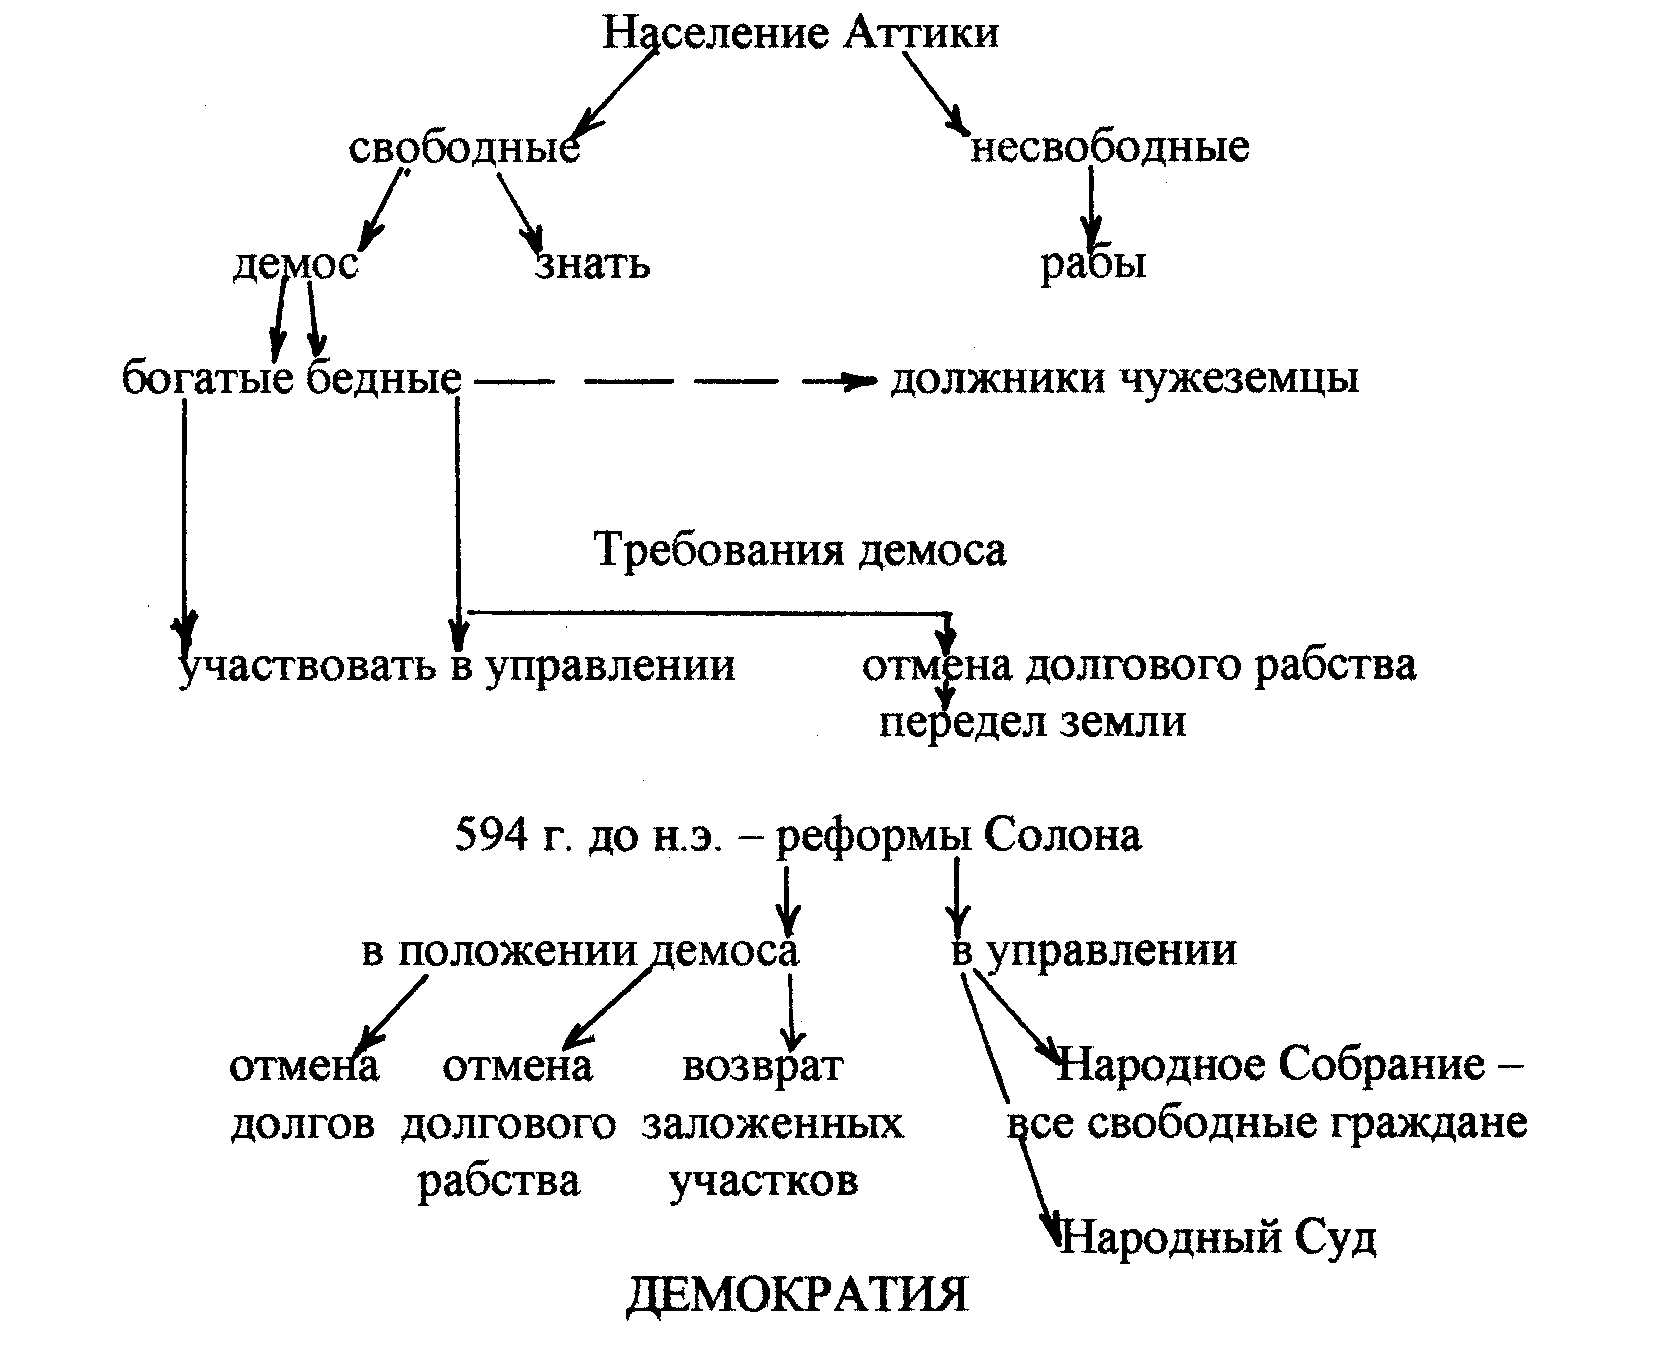 Население Аттики
свободные несвободные
демос знать рабы
богатые бедные должники чужеземцы
Требования демоса
участвовать в управлении отмена долгового рабства
передел земли
594 г. до н.э. – реформы Солона
в положении демоса в управлении
отмена отмена возврат Народное Собрание –
долгов долгового заложенных все свободные граждане
рабства участков
Народный Суд
ДЕМОКРАТИЯ